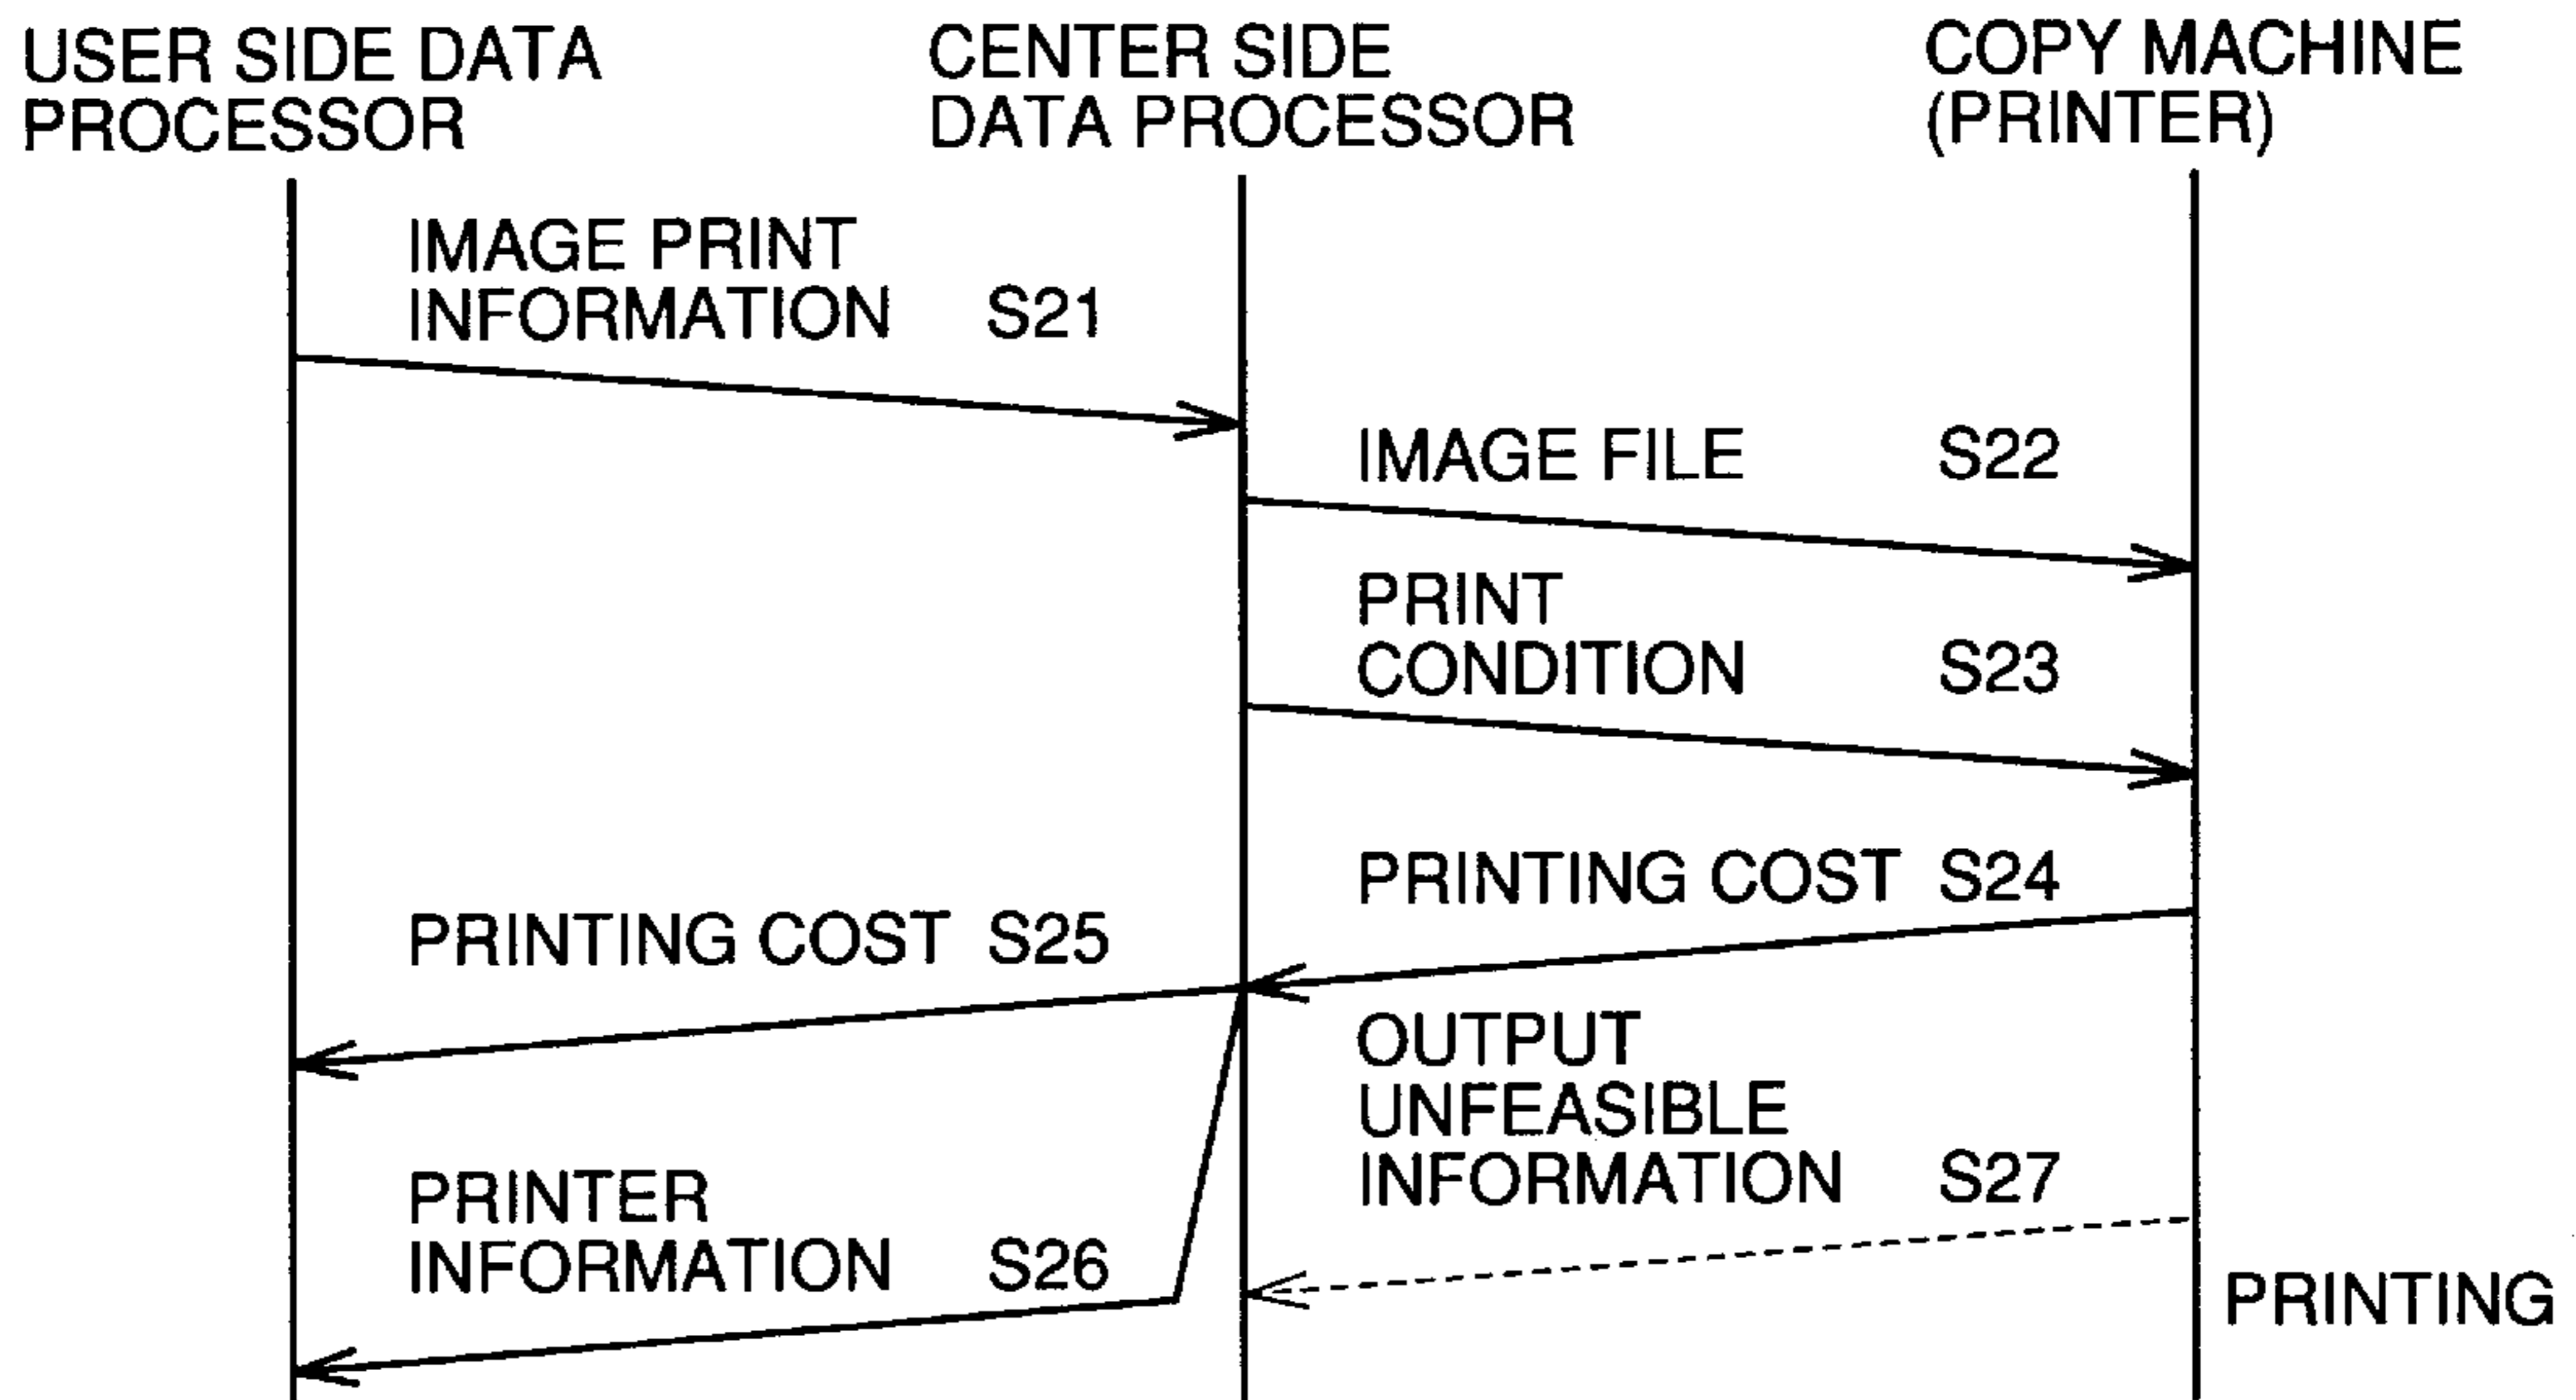 USER SIDE DATA
PROCESSOR
CENTER SIDE
DATA PROCESSOR
COPY MACHINE
(PRINTER)
IMAGE PRINT
INFORMATION S21
IMAGE FILE S22
PRINT
CONDITION S23
PRINTING COST S24
PRINTING COST S25
OUTPUT
UNFEASIBLE
INFORMATION S27
PRINTER
INFORMATION S26
PRINTING